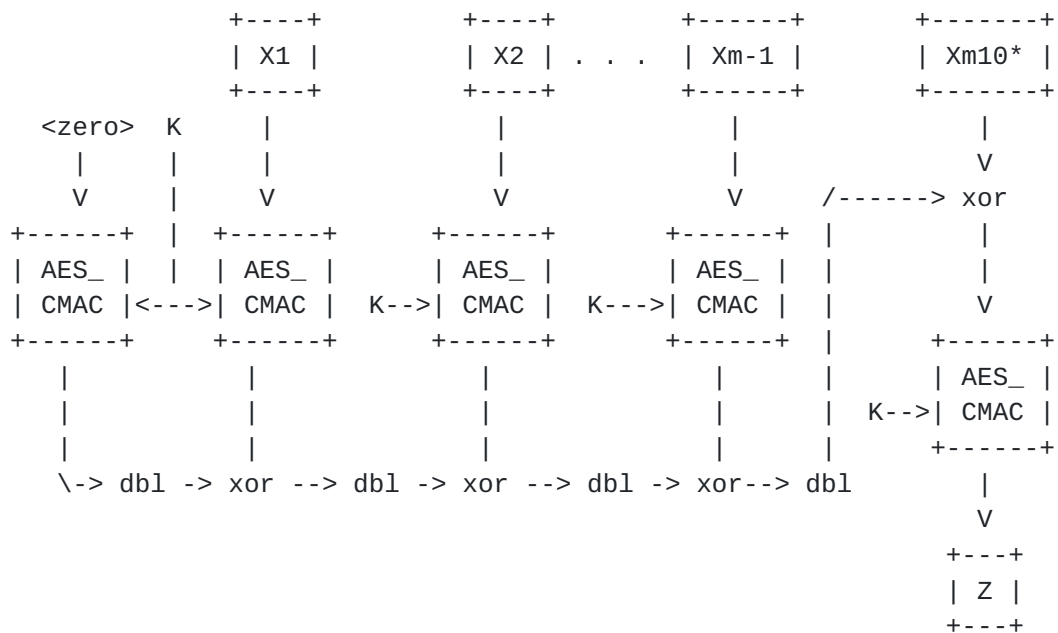 +----+          +----+        +------+       +-------+
                | X1 |          | X2 | . . .  | Xm-1 |       | Xm10* |
                +----+          +----+        +------+       +-------+
  <zero>  K       |               |               |               |
    |     |       |               |               |               V
    V     |       V               V               V     /------> xor
+------+  |  +------+       +------+       +------+  |          |
| AES_ |  |  | AES_ |       | AES_ |       | AES_ |  |          |
| CMAC |<--->| CMAC |  K-->| CMAC |  K--->| CMAC |  |          V
+------+     +------+       +------+       +------+  |       +------+
   |            |               |               |      |       | AES_ |
   |            |               |               |      |  K-->| CMAC |
   |            |               |               |      |       +------+
   \-> dbl -> xor --> dbl -> xor --> dbl -> xor--> dbl         |
                                                                V
                                                              +---+
                                                              | Z |
                                                              +---+